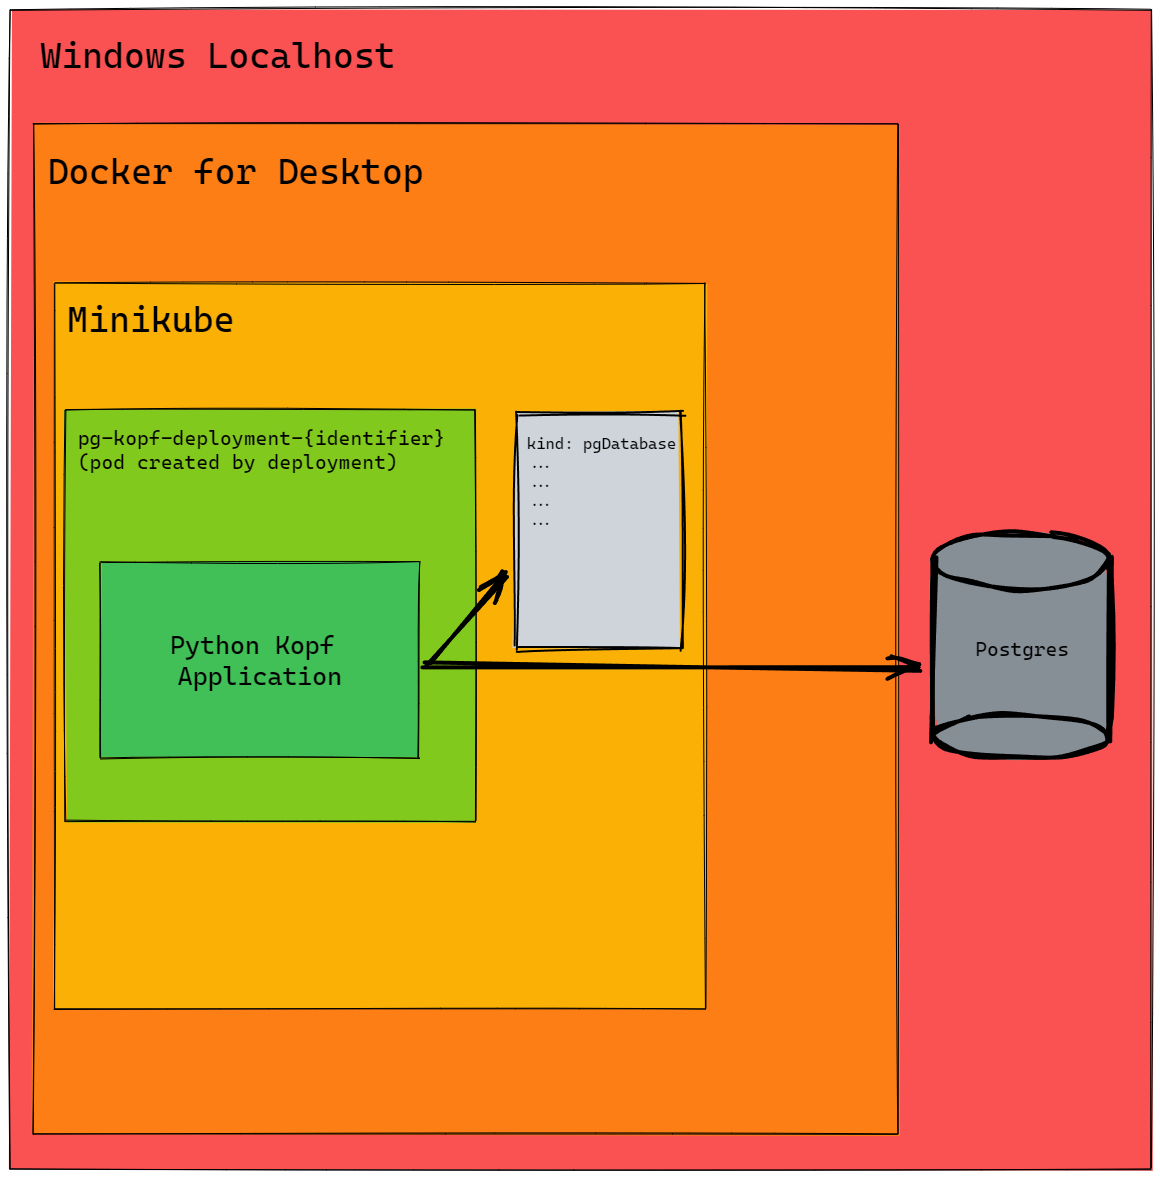 Windows Localhost
Docker for Desktop
Minikube
pg-kopf-deployment-{identifier}
(pod created by deployment)
kind: pgDatabase
...
...
...
...
Python Kopf
Application
Postgres